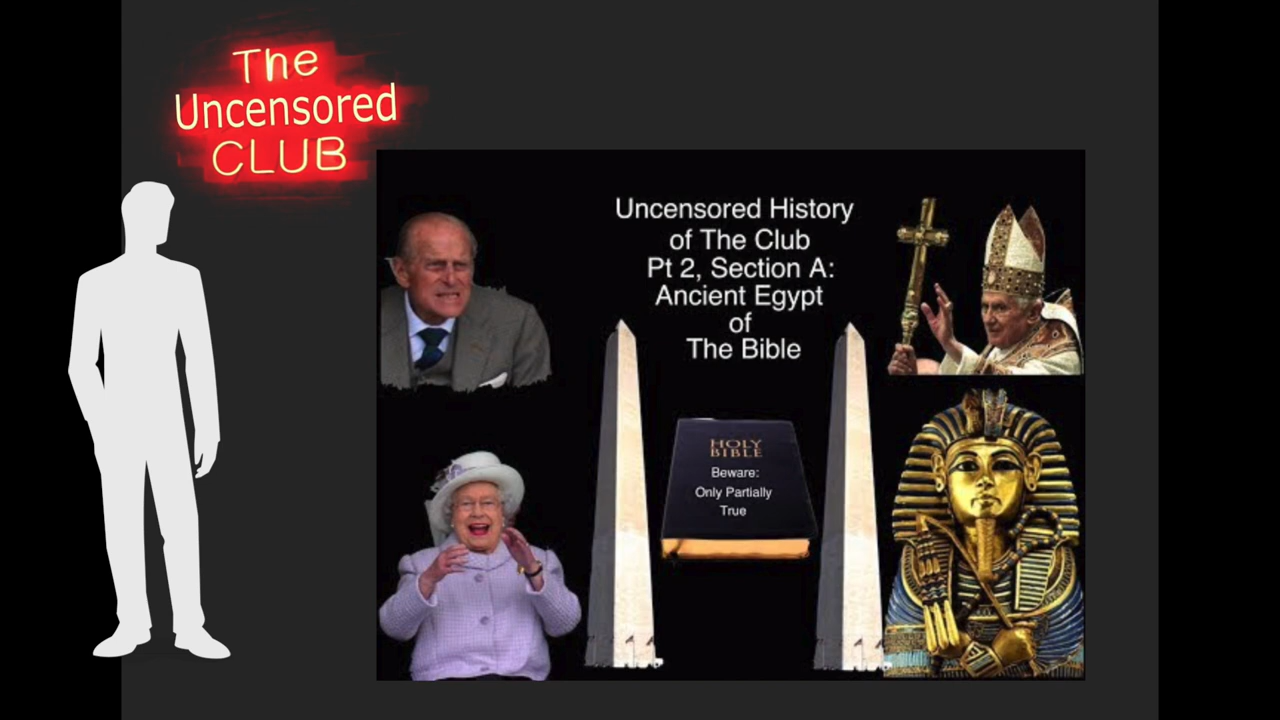 The
Uncensored
CLUB
Uncensored History
of The Club
Pt 2, Section A:
Ancient Egypt
of
The Bible
HOLY
BIBLE
Beware:
Only Partially
True